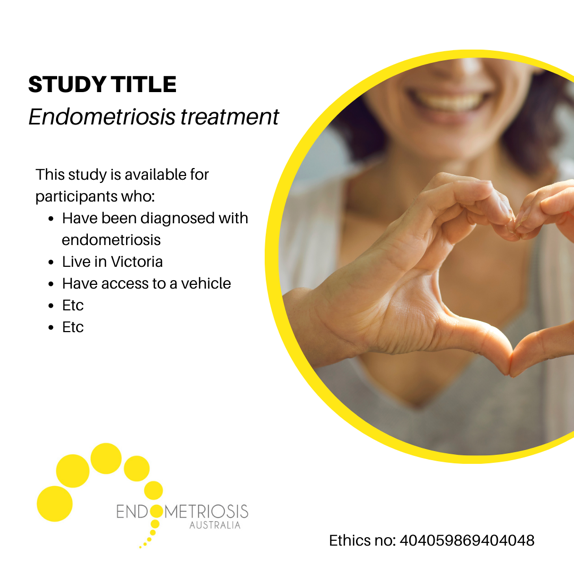 STUDY TITLE
Endometriosis treatment
This study is available for
participants who:
• Have been diagnosed with
endometriosis
• Live in Victoria
• Have access to a vehicle
• Etc
• Etc
ENDOMETRIOSIS
AUSTRALIA
Ethics no: 404059869404048